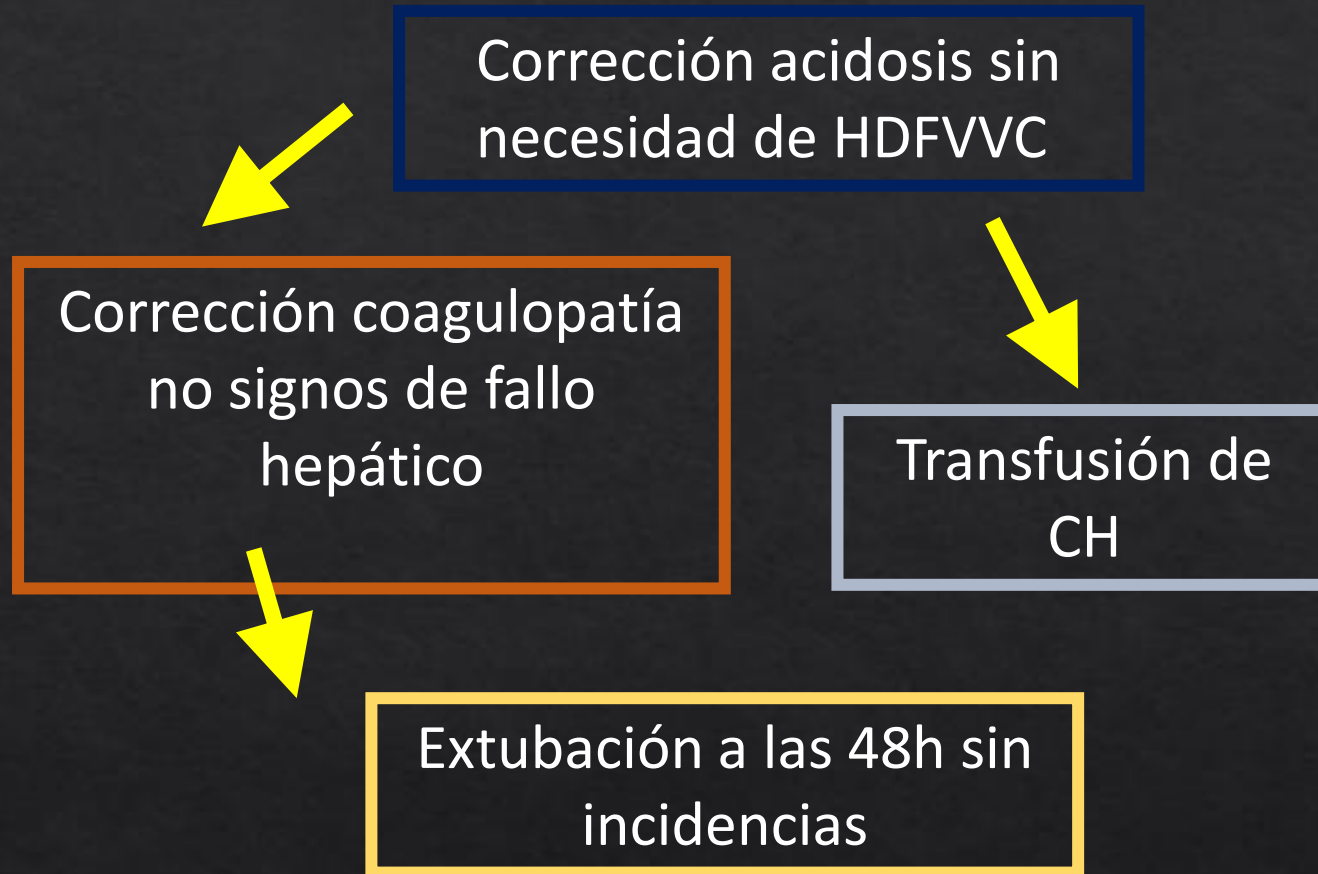 Corrección acidosis sin
necesidad de HDFVVC
Corrección coagulopatía
no signos de fallo
hepático
Transfusión de
CH
Extubación a las 48h sin
incidencias